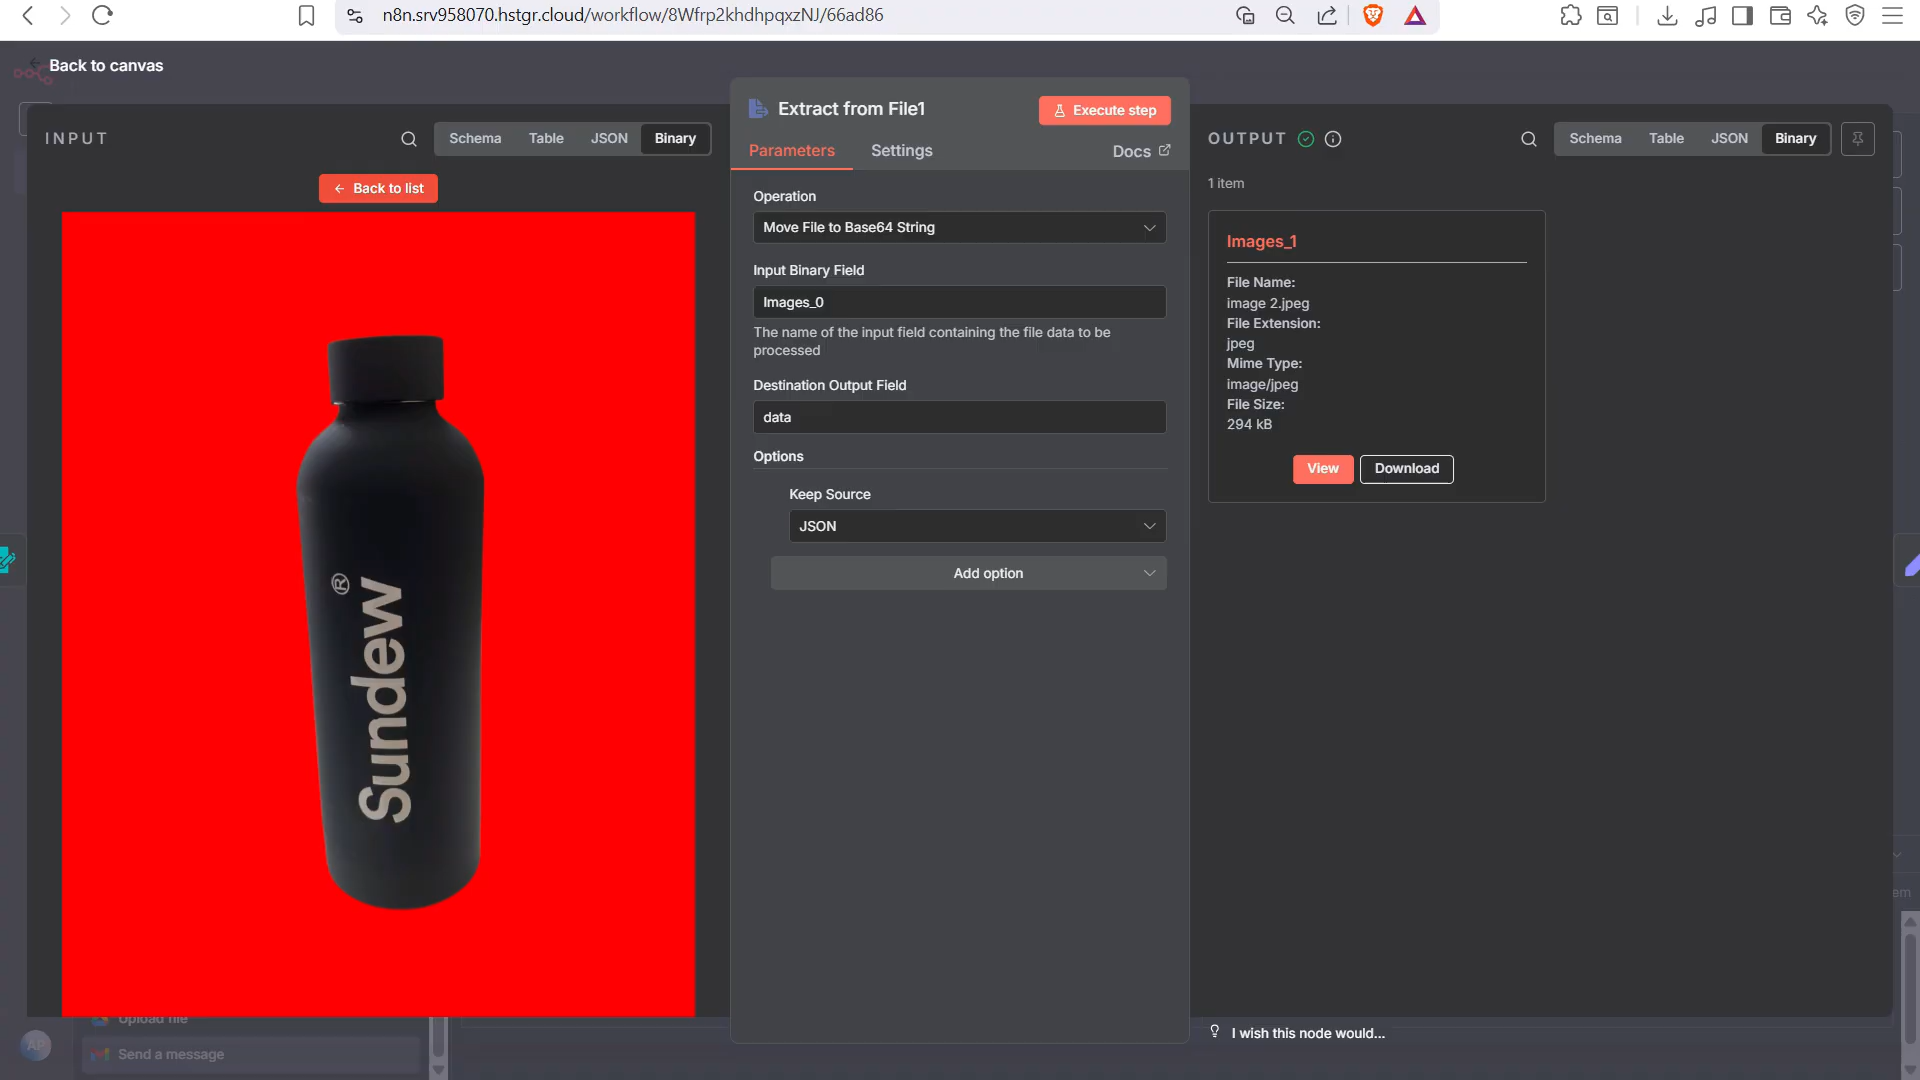 n8n.srv958070.hstgr.cloud/workflow/8Wfrp2khdhpqxzNJ/66ad86
Back to canvas
INPUT
Schema
Table
JSON
Binary
Back to list
Sundew®
Extract from File1
Execute step
Parameters
Settings
Docs
Operation
Move File to Base64 String
Input Binary Field
Images_0
The name of the input field containing the file data to be
processed
Destination Output Field
data
Options
Keep Source
JSON
Add option
OUTPUT
Schema
Table
JSON
Binary
1 item
Images_1
File Name:
image 2.jpeg
File Extension:
jpeg
Mime Type:
image/jpeg
File Size:
294 kB
View
Download
I wish this node would...
Upload file
Send a message
AP